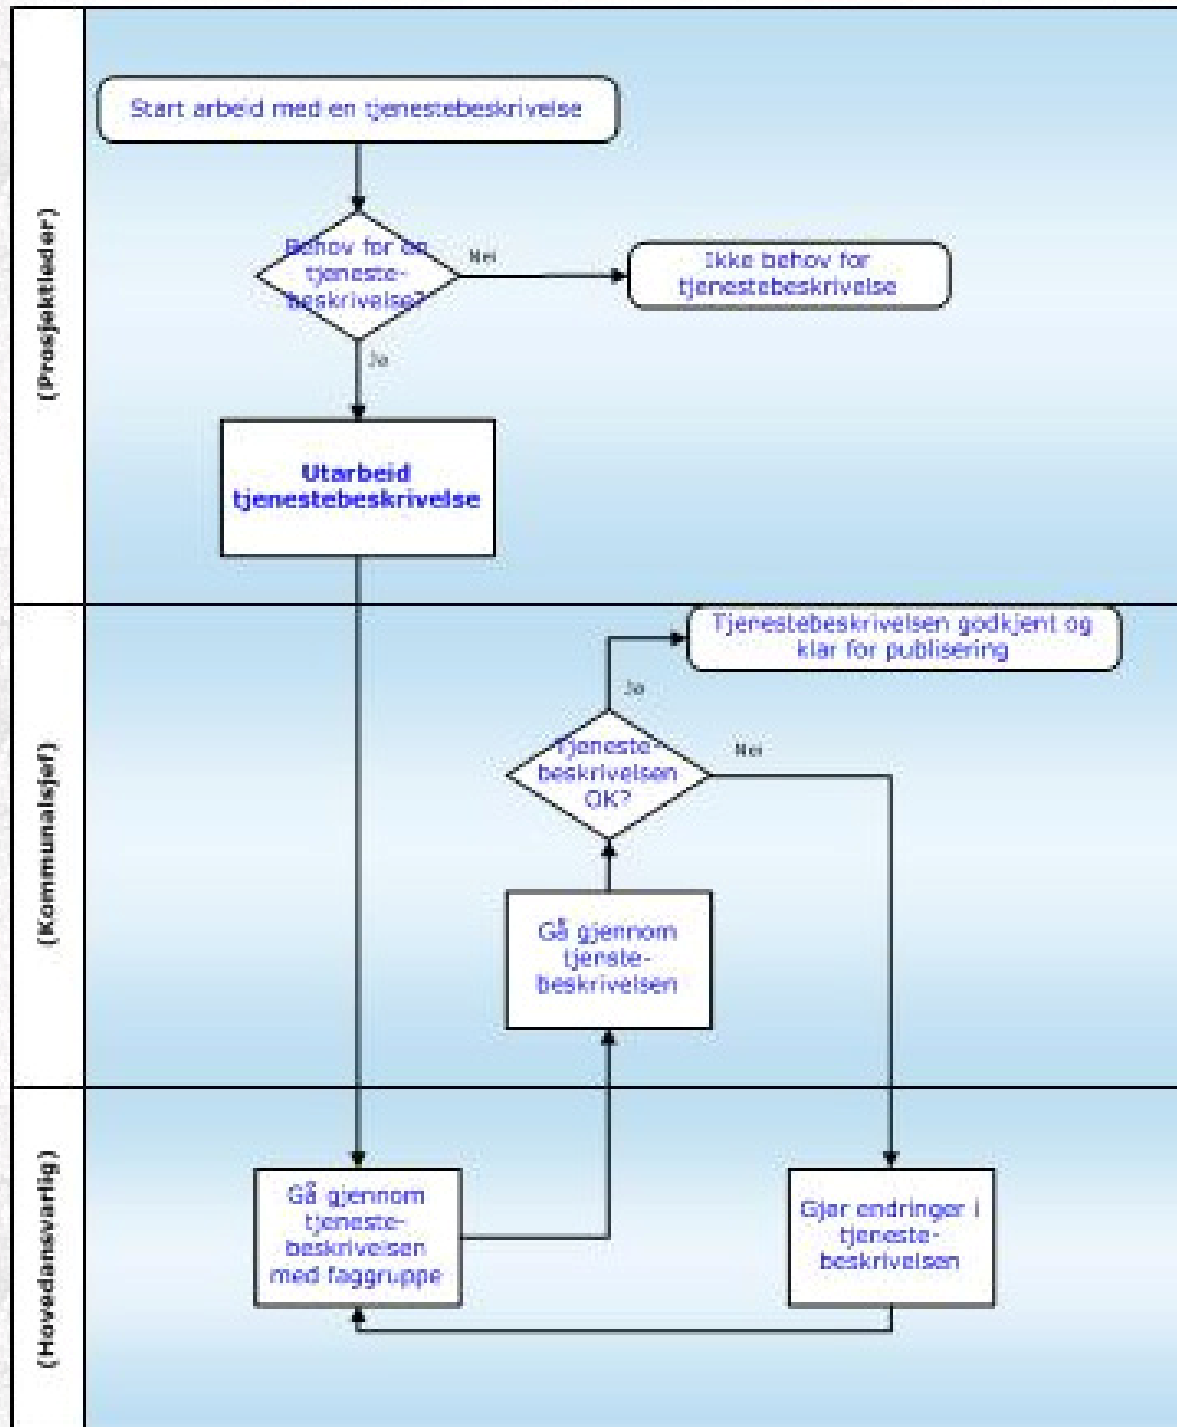 (Prosjektleder)
Start arbeid med en tjenestebeskrivelse
Behov for en
tjeneste-
beskrivelse?
Nei
Ikke behov for
tjenestebeskrivelse
Ja
Utarbeid
tjenestebeskrivelse
(Kommunalsjef)
Tjenestebeskrivelsen godkjent og
klar for publisering
Ja
Tjeneste-
beskrivelsen
OK?
Nei
Gå gjennom
tjenste-
beskrivelsen
(Hovedansvarlig)
Gå gjennom
tjeneste-
beskrivelsen
med faggruppe
Gjør endringer i
tjeneste-
beskrivelsen